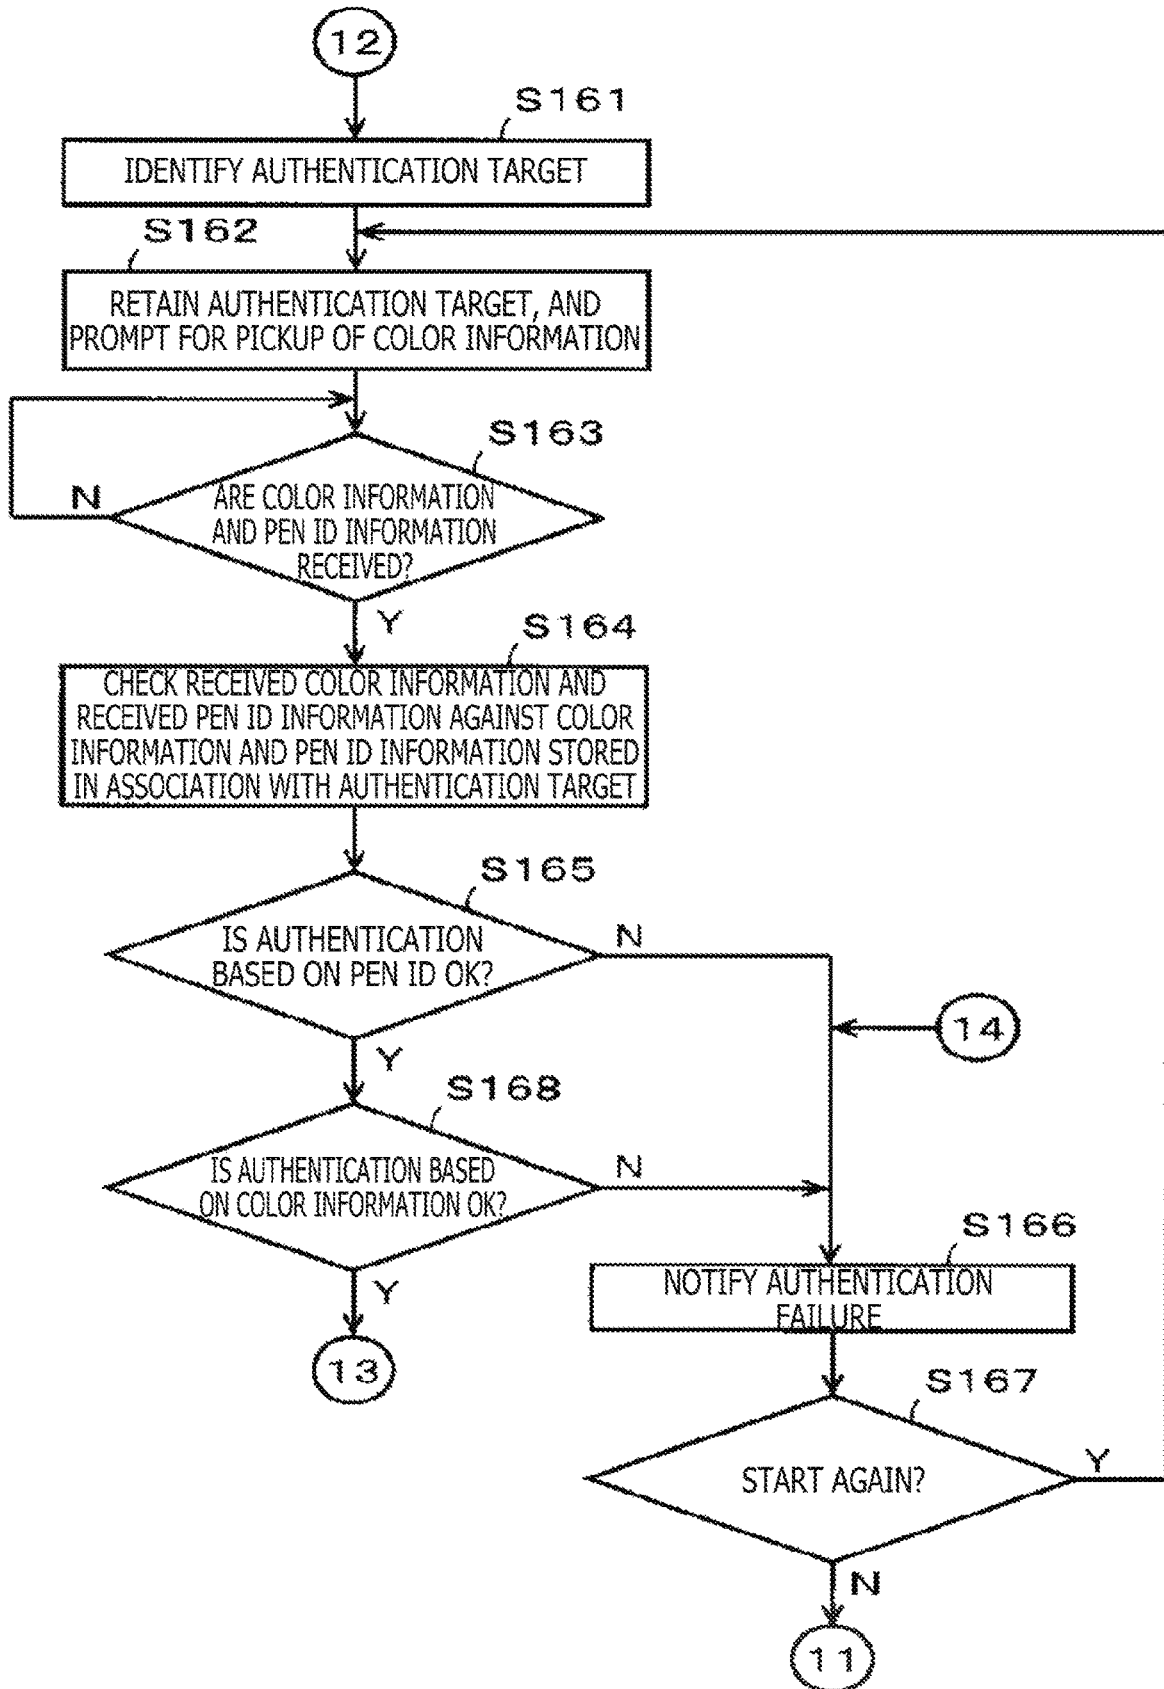 12
S161
IDENTIFY AUTHENTICATION TARGET
S162
RETAIN AUTHENTICATION TARGET, AND
PROMPT FOR PICKUP OF COLOR INFORMATION
S163
N
ARE COLOR INFORMATION
AND PEN ID INFORMATION
RECEIVED?
Y
S164
CHECK RECEIVED COLOR INFORMATION AND
RECEIVED PEN ID INFORMATION AGAINST COLOR
INFORMATION AND PEN ID INFORMATION STORED
IN ASSOCIATION WITH AUTHENTICATION TARGET
S165
IS AUTHENTICATION
BASED ON PEN ID OK?
N
14
Y
S168
IS AUTHENTICATION BASED
ON COLOR INFORMATION OK?
N
Y
13
S166
NOTIFY AUTHENTICATION
FAILURE
S167
START AGAIN?
Y
N
11